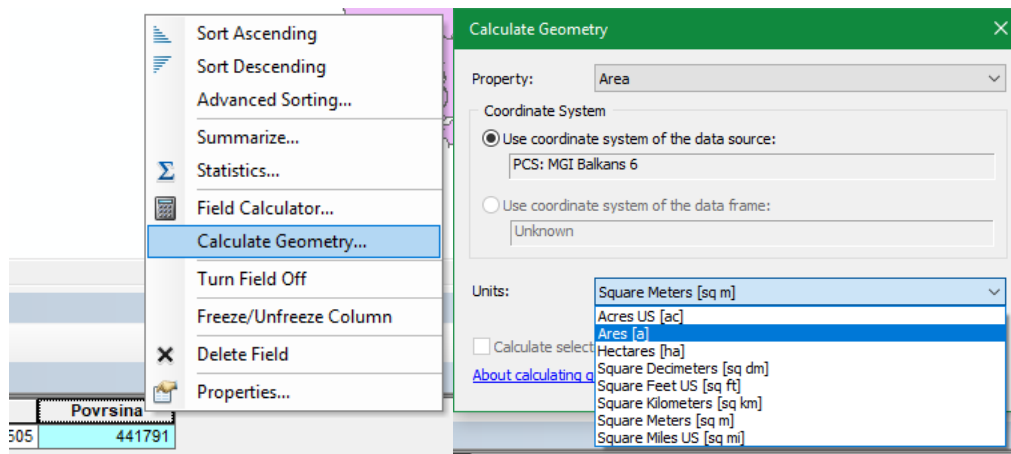 Sort Ascending
Sort Descending
Advanced Sorting...
Summarize...
Σ Statistics...
Field Calculator...
Calculate Geometry...
Turn Field Off
Freeze/Unfreeze Column
Delete Field
Properties...
Povrsina
505 441791
Calculate Geometry
Property: Area
Coordinate System
Use coordinate system of the data source:
PCS: MGI Balkans 6
Use coordinate system of the data frame:
Unknown
Units: Square Meters [sq m]
Acres US [ac]
Ares [a]
Calculate select
Hectares [ha]
Square Decimeters [sq dm]
About calculating g
Square Feet US [sq ft]
Square Kilometers [sq km]
Square Meters [sq m]
Square Miles US [sq mi]